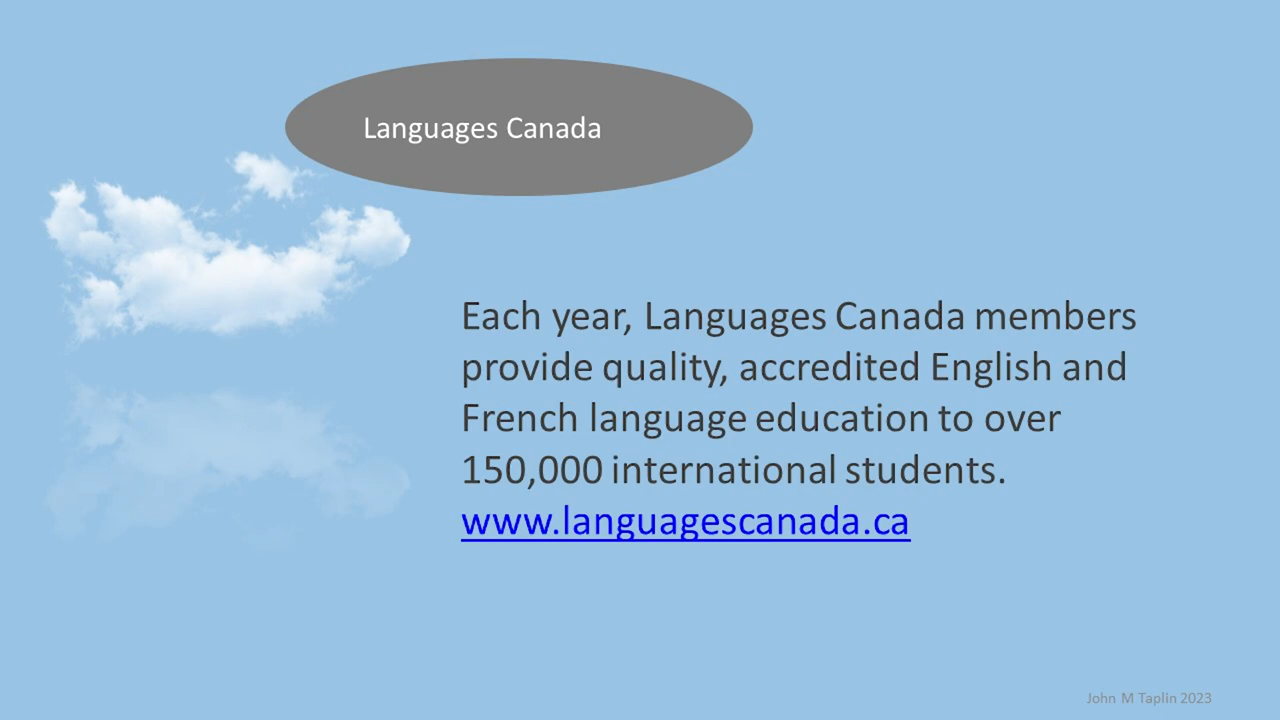 Languages Canada
Each year, Languages Canada members
provide quality, accredited English and
French language education to over
150,000 international students.
www.languagescanada.ca
John M Taplin 2023